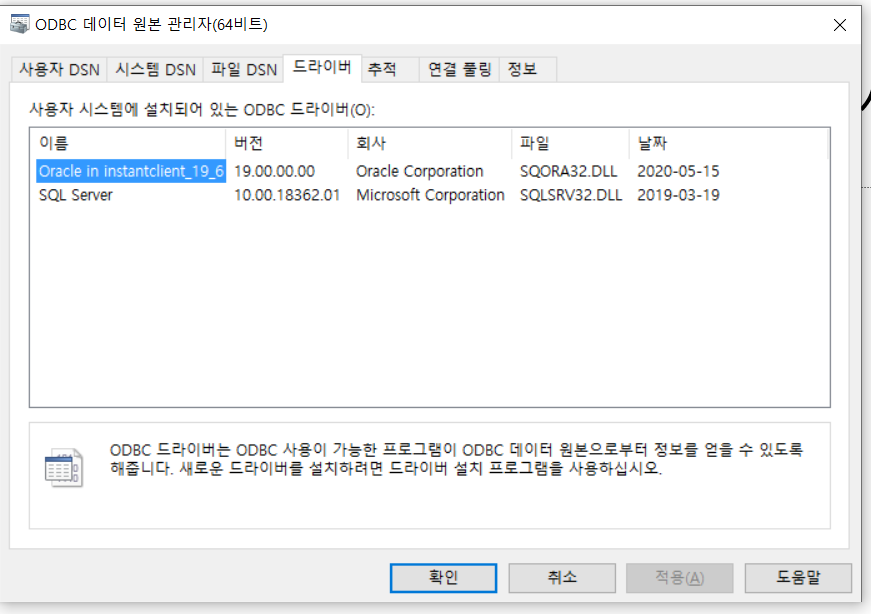 ODBC 데이터 원본 관리자(64비트)
사용자 DSN 시스템 DSN 파일 DSN 드라이버 추적 연결 풀링 정보
사용자 시스템에 설치되어 있는 ODBC 드라이버(O):
이름 버전 회사 파일 날짜
Oracle in instantclient_19_6 19.00.00.00 Oracle Corporation SQORA32.DLL 2020-05-15
SQL Server 10.00.18362.01 Microsoft Corporation SQLSRV32.DLL 2019-03-19
ODBC 드라이버는 ODBC 사용이 가능한 프로그램이 ODBC 데이터 원본으로부터 정보를 얻을 수 있도록
해줍니다. 새로운 드라이버를 설치하려면 드라이버 설치 프로그램을 사용하십시오.
확인 취소 적용(A) 도움말